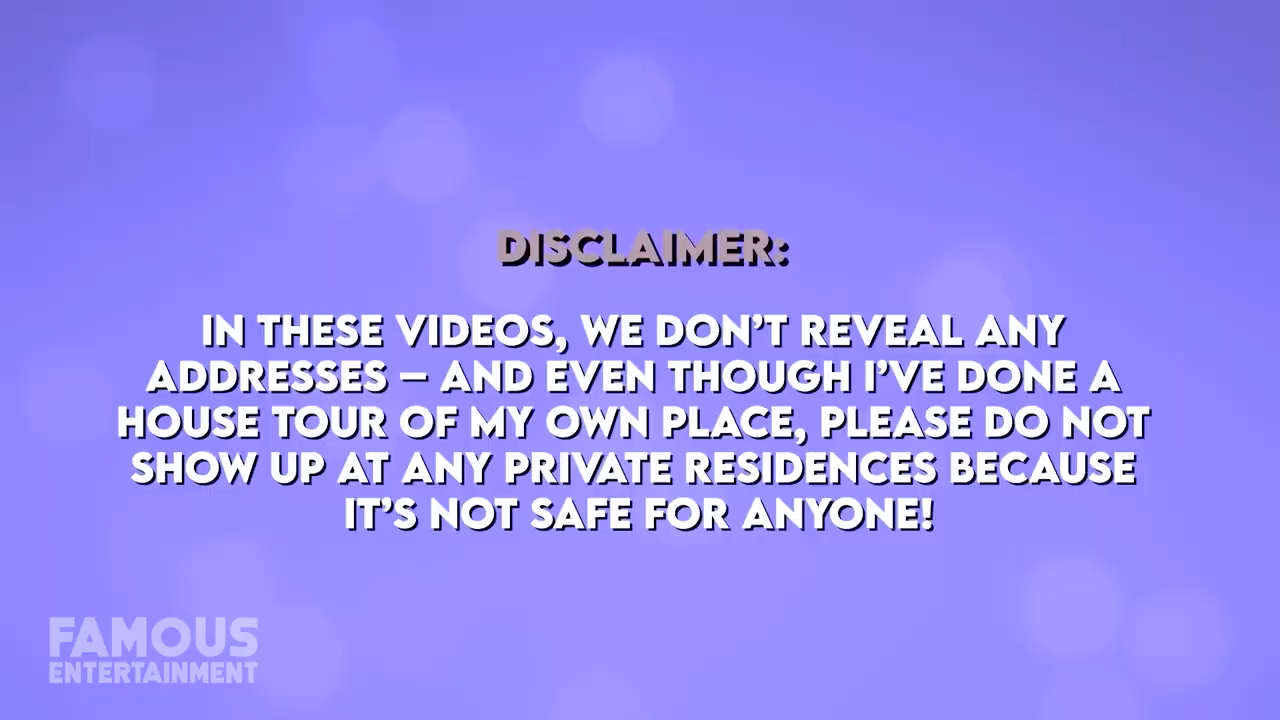 DISCLAIMER:
IN THESE VIDEOS, WE DON'T REVEAL ANY
ADDRESSES – AND EVEN THOUGH I'VE DONE A
HOUSE TOUR OF MY OWN PLACE, PLEASE DO NOT
SHOW UP AT ANY PRIVATE RESIDENCES BECAUSE
IT'S NOT SAFE FOR ANYONE!
FAMOUS
ENTERTAINMENT